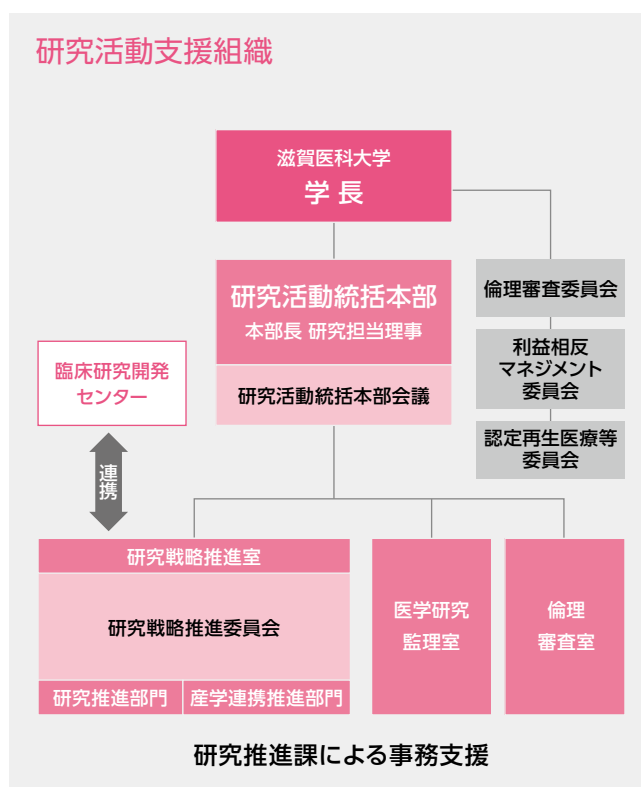 研究活動支援組織
滋賀医科大学
学長
研究活動統括本部
本部長 研究担当理事
研究活動統括本部会議
倫理審査委員会
利益相反
マネジメント
委員会
認定再生医療等
委員会
臨床研究開発
センター
連携
研究戦略推進室
研究戦略推進委員会
研究推進部門
産学連携推進部門
医学研究
監理室
倫理
審査室
研究推進課による事務支援